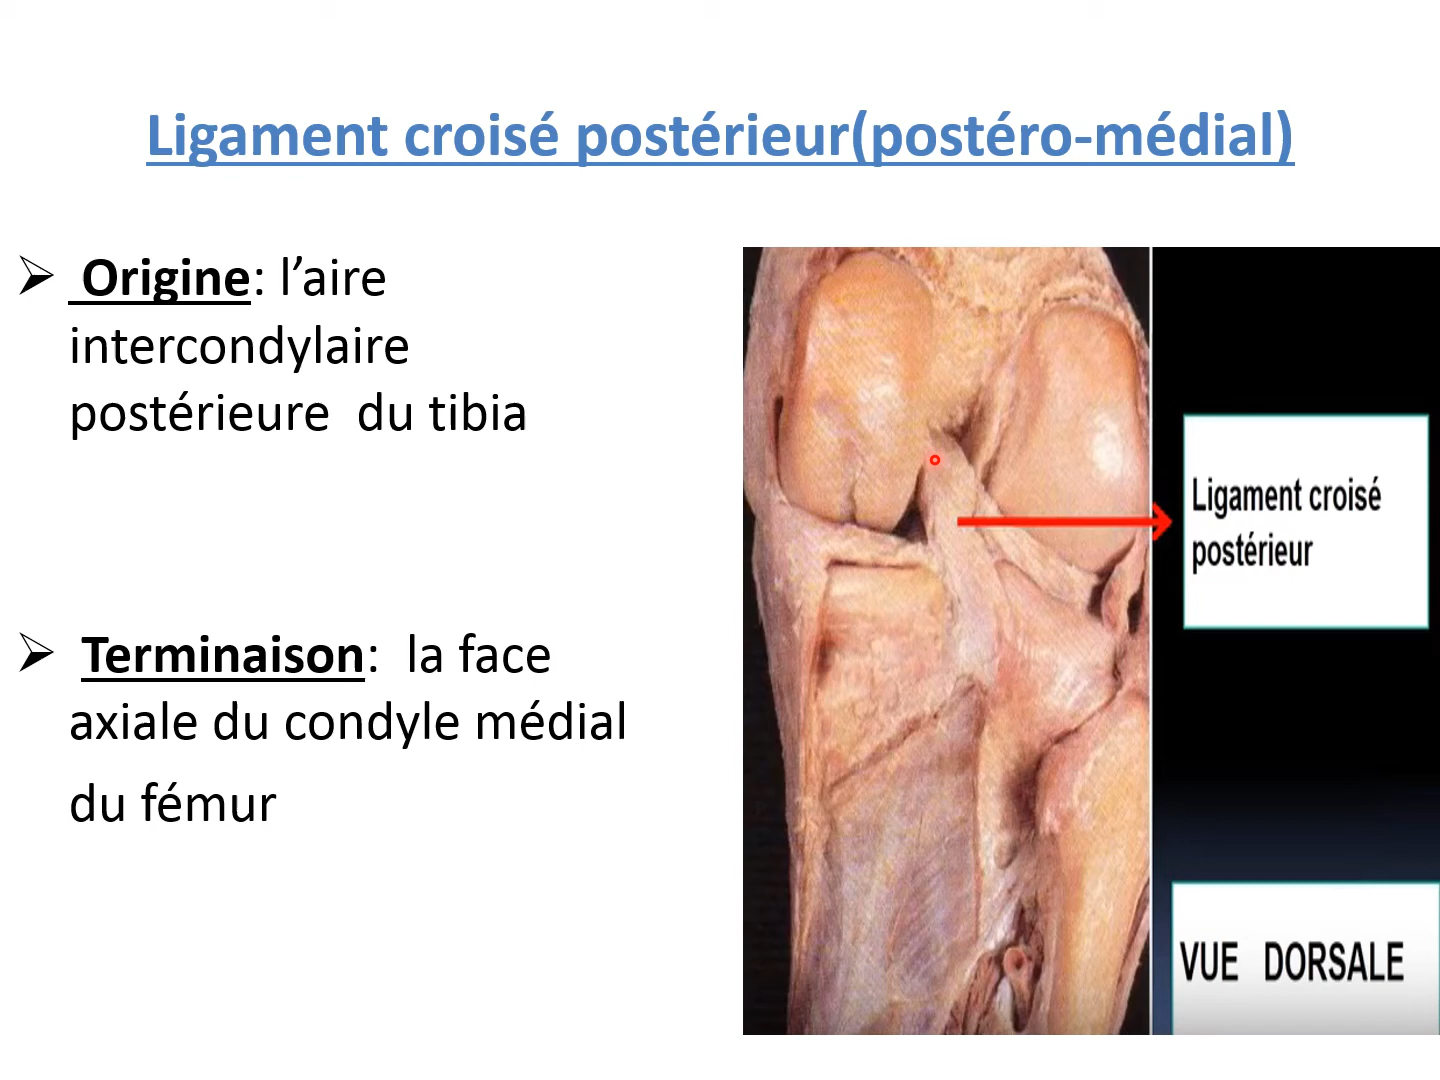 Ligament croisé postérieur(postéro-médial)
Origine: l’aire
intercondylaire
postérieure  du tibia
Terminaison:  la face
axiale du condyle médial
du fémur
Ligament croisé
postérieur
VUE DORSALE